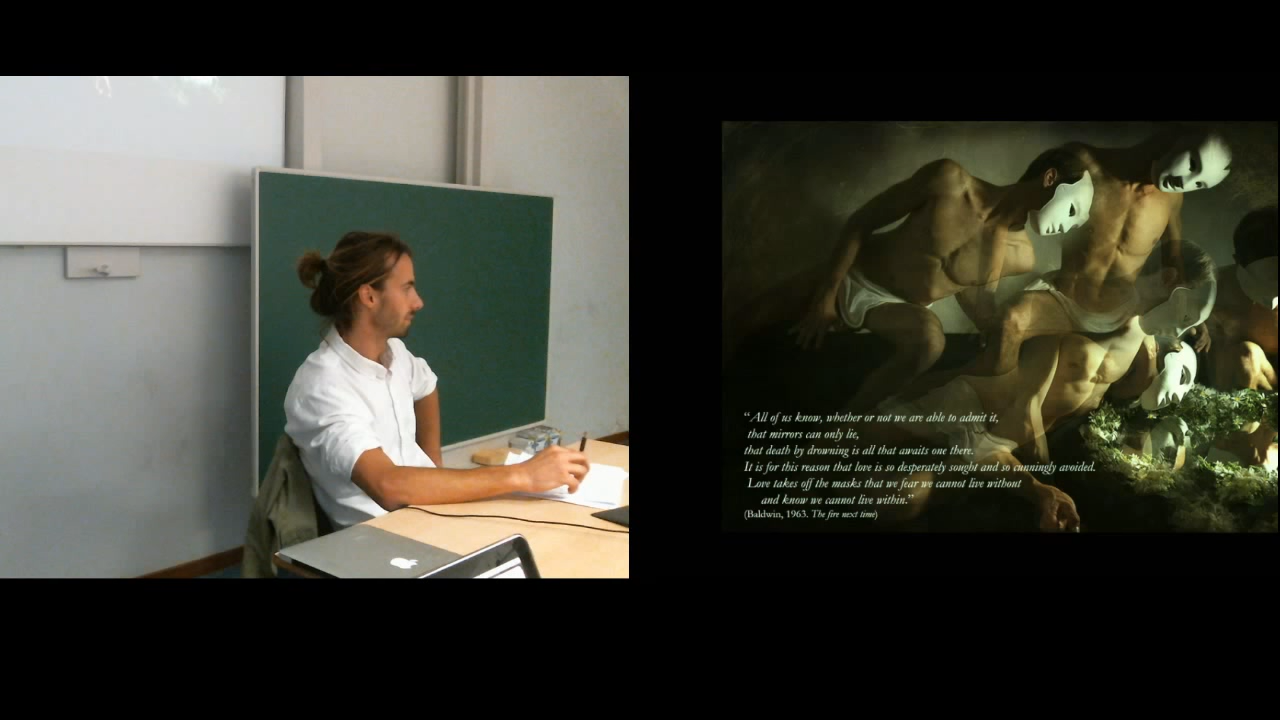 “All of us know, whether or not we are able to admit it,
that mirrors can only lie,
that death by drowning is all that awaits one there.
It is for this reason that love is so desperately sought and so cunningly avoided.
Love takes off the masks that we fear we cannot live without
and know we cannot live within.”
(Baldwin, 1963. The fire next time)